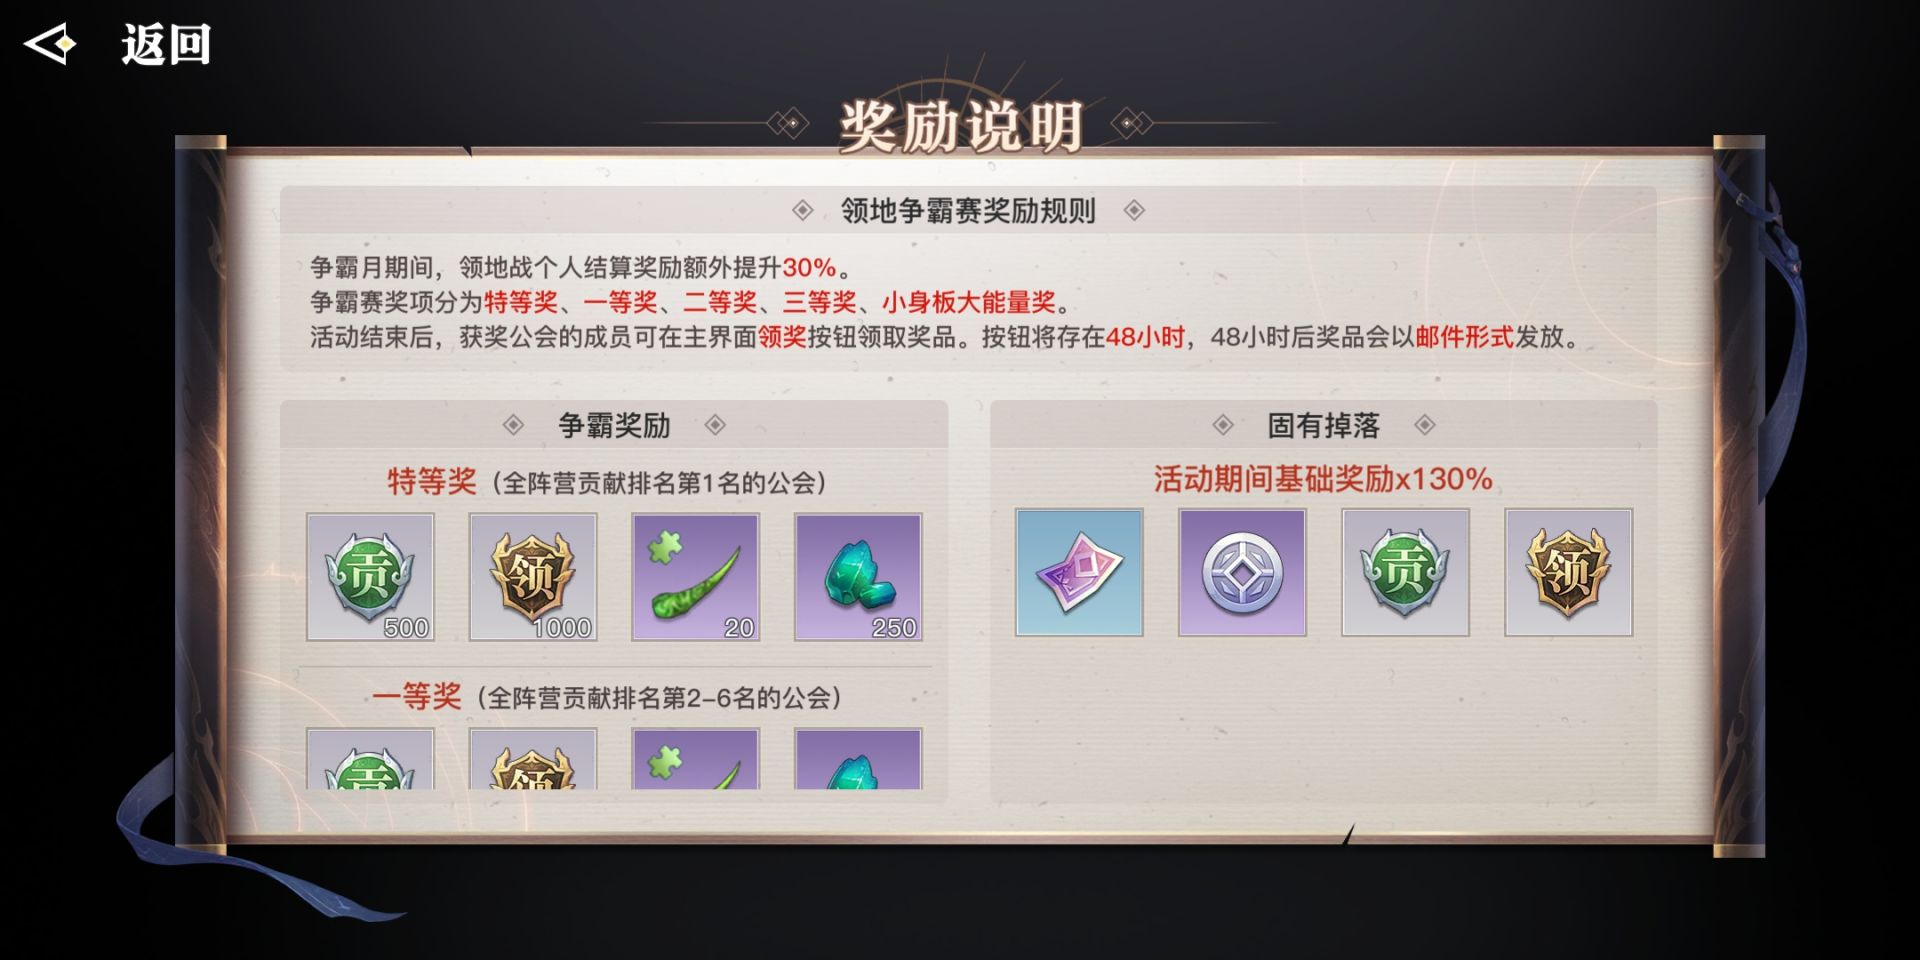 返回
奖励说明
领地争霸赛奖励规则
争霸月期间，领地战个人结算奖励额外提升30%。
争霸赛奖项分为特等奖、一等奖、二等奖、三等奖、小身板大能量奖。
活动结束后，获奖公会的成员可在主界面领奖按钮领取奖品。按钮将存在48小时，48小时后奖品会以邮件形式发放。
争霸奖励
特等奖（全阵营贡献排名第1名的公会）
贡 500
领 1000
20
250
一等奖（全阵营贡献排名第2-6名的公会）
贡
领
固有掉落
活动期间基础奖励x130%
贡
领